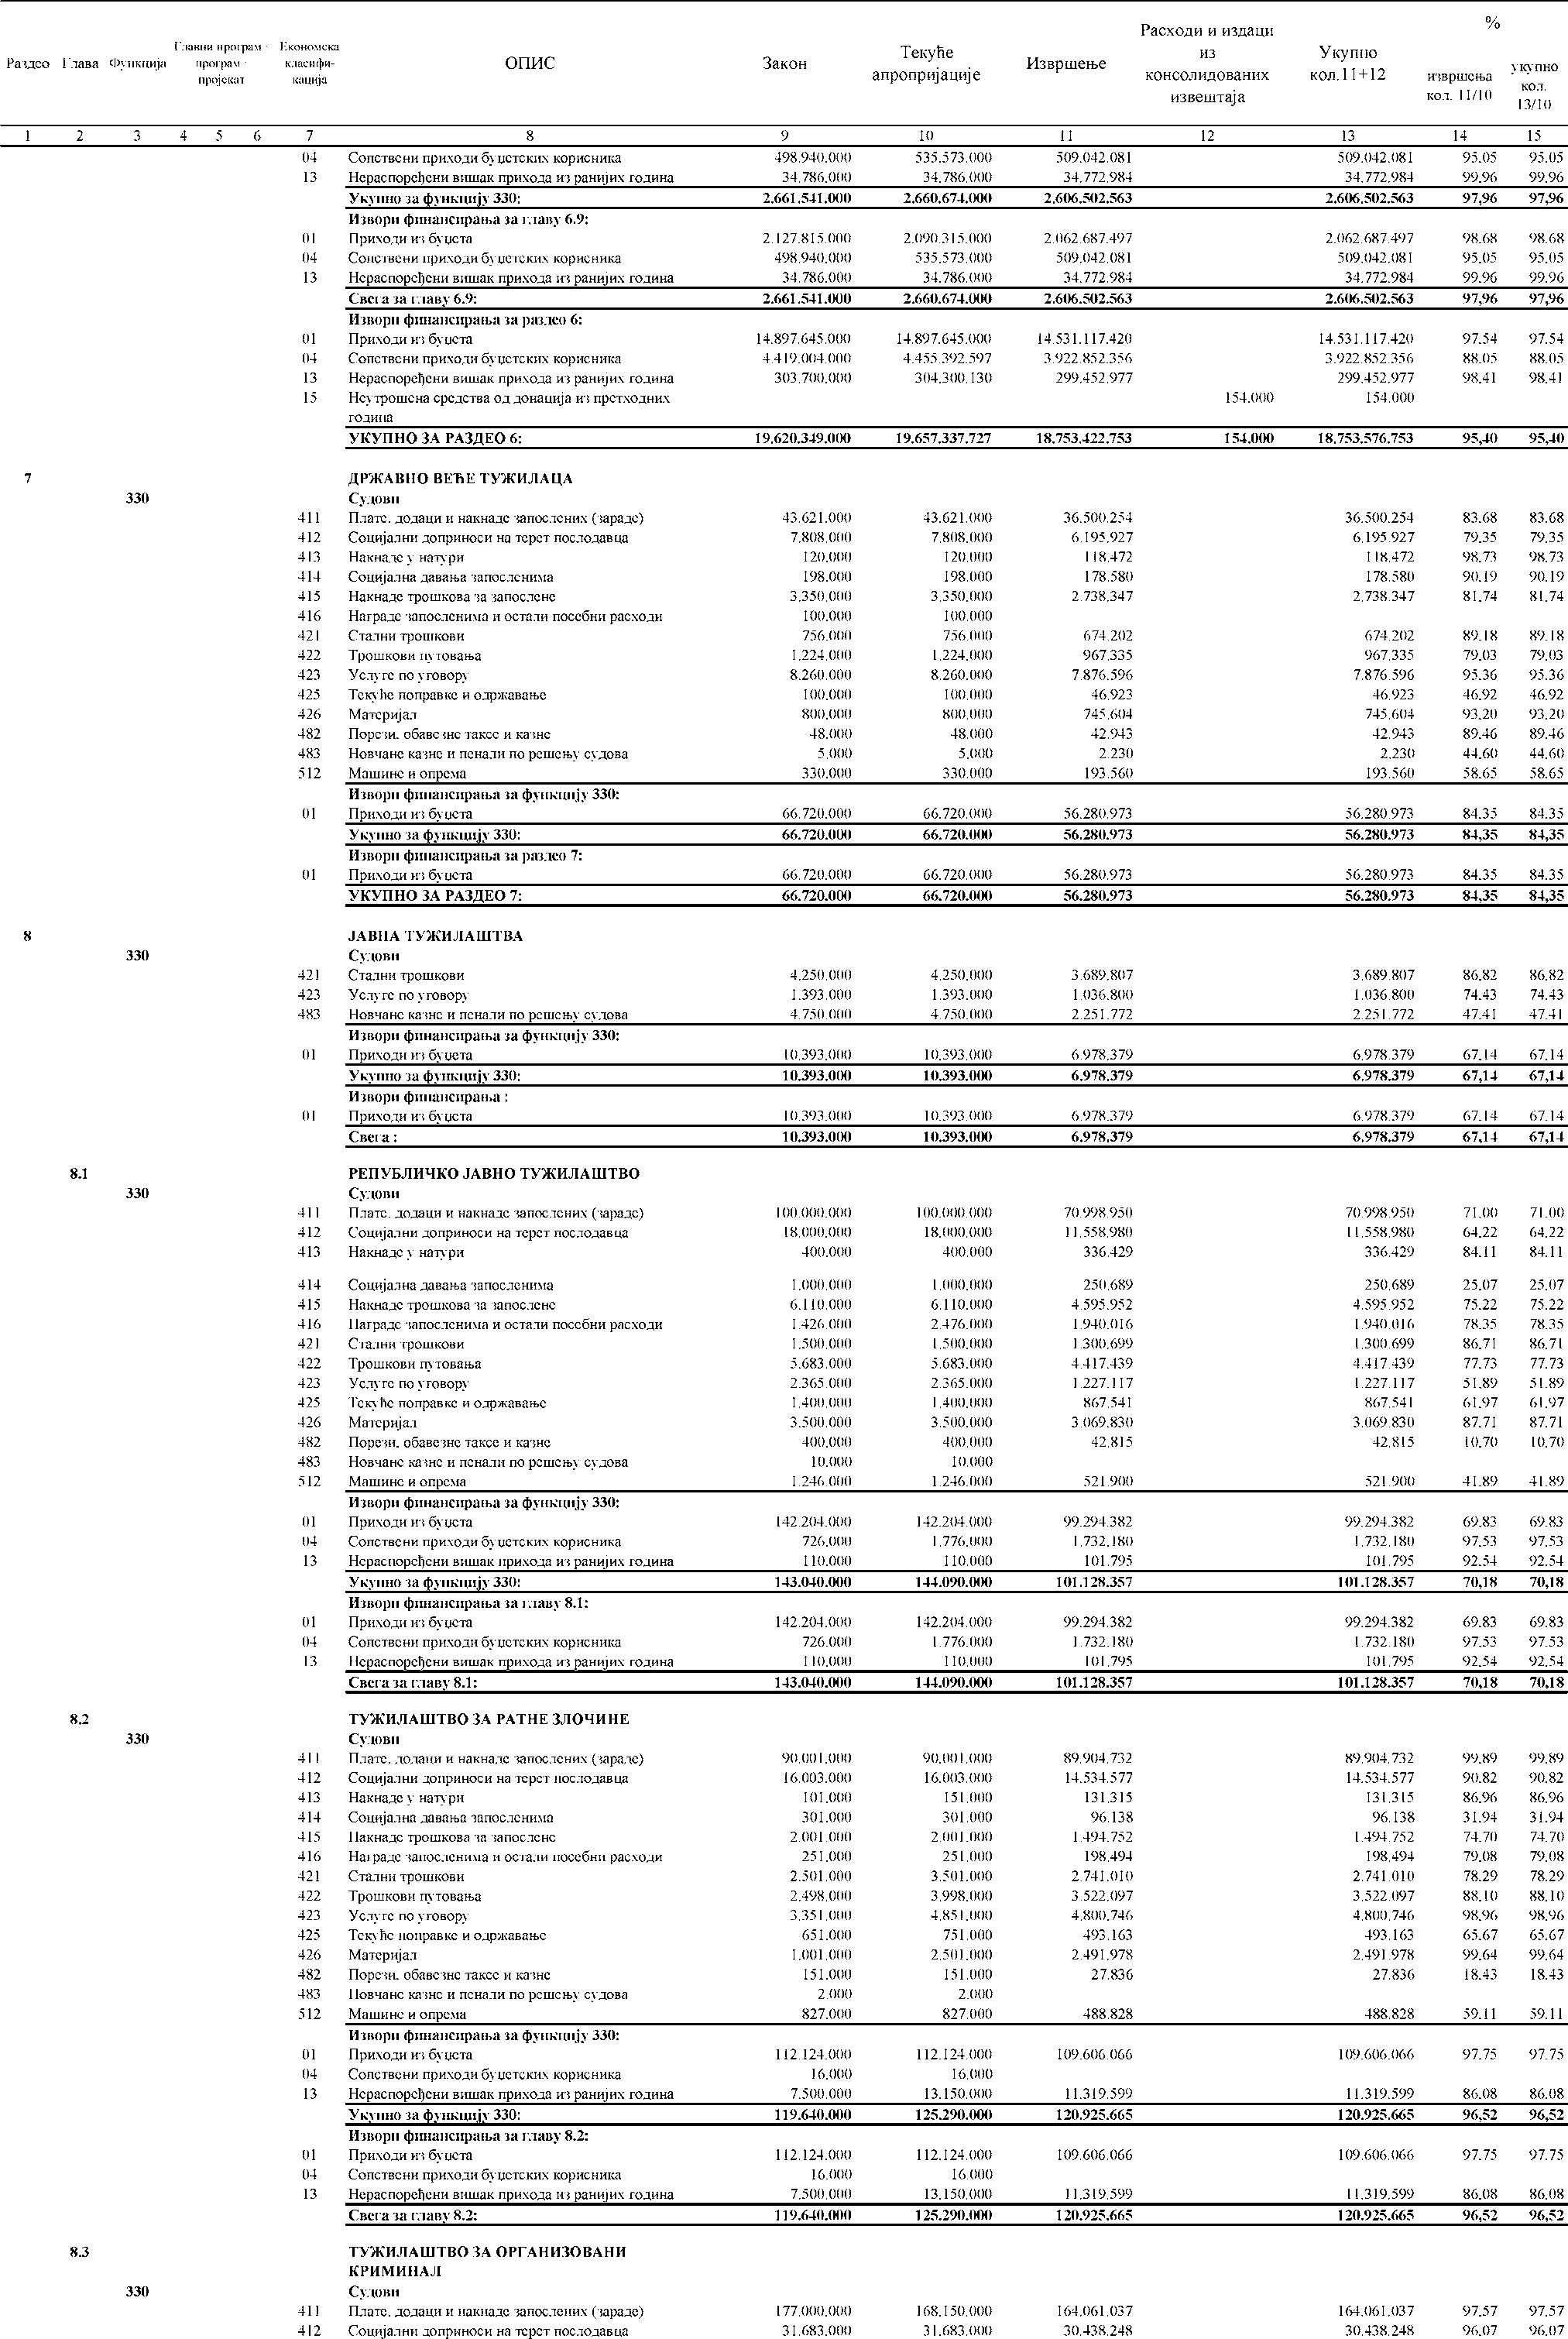 Раздео Глава Функција Главни програм - програм - пројекат Економска класифи-кација ОПИС Закон Текуће апропријације Извршење Расходи и издаци из консолидованих извештаја Укупно кол.11+12 % извршења кол. 11/10 укупно кол. 13/10
1 2 3 4 5 6 7 8 9 10 11 12 13 14 15
04 Сопствени приходи буџетских корисника 498.940.000 535.573.000 509.042.081 509.042.081 95,05 95,05
13 Нераспоређени вишак прихода из ранијих година 34.786.000 34.786.000 34.772.984 34.772.984 99,96 99,96
Укупно за функцију 330: 2.661.541.000 2.660.674.000 2.606.502.563 2.606.502.563 97,96 97,96
Извори финансирања за главу 6.9:
01 Приходи из буџета 2.127.815.000 2.090.315.000 2.062.687.497 2.062.687.497 98,68 98,68
04 Сопствени приходи буџетских корисника 498.940.000 535.573.000 509.042.081 509.042.081 95,05 95,05
13 Нераспоређени вишак прихода из ранијих година 34.786.000 34.786.000 34.772.984 34.772.984 99,96 99,96
Свега за главу 6.9: 2.661.541.000 2.660.674.000 2.606.502.563 2.606.502.563 97,96 97,96
Извори финансирања за раздео 6:
01 Приходи из буџета 14.897.645.000 14.897.645.000 14.531.117.420 14.531.117.420 97,54 97,54
04 Сопствени приходи буџетских корисника 4.419.004.000 4.455.392.597 3.922.852.356 3.922.852.356 88,05 88,05
13 Нераспоређени вишак прихода из ранијих година 303.700.000 304.300.130 299.452.977 299.452.977 98,41 98,41
15 Неутрошена средства од донација из претходних 154.000 154.000
година
УКУПНО ЗА РАЗДЕО 6: 19.620.349.000 19.657.337.727 18.753.422.753 154.000 18.753.576.753 95,40 95,40
7 ДРЖАВНО ВЕЋЕ ТУЖИЛАЦА
330 Судови
411 Плате, додаци и накнаде запослених (зараде) 43.621.000 43.621.000 36.500.254 36.500.254 83,68 83,68
412 Социјални доприноси на терет послодавца 7.808.000 7.808.000 6.195.927 6.195.927 79,35 79,35
413 Накнаде у натури 120.000 120.000 118.472 118.472 98,73 98,73
414 Социјална давања запосленима 198.000 198.000 178.580 178.580 90,19 90,19
415 Накнаде трошкова за запослене 3.350.000 3.350.000 2.738.347 2.738.347 81,74 81,74
416 Награде запосленима и остали посебни расходи 100.000 100.000
421 Стални трошкови 756.000 756.000 674.202 674.202 89,18 89,18
422 Трошкови путовања 1.224.000 1.224.000 967.335 967.335 79,03 79,03
423 Услуге по уговору 8.260.000 8.260.000 7.876.596 7.876.596 95,36 95,36
425 Текуће поправке и одржавање 100.000 100.000 46.923 46.923 46,92 46,92
426 Материјал 800.000 800.000 745.604 745.604 93,20 93,20
482 Порези, обавезне таксе и казне 48.000 48.000 42.943 42.943 89,46 89,46
483 Новчане казне и пенали по решењу судова 5.000 5.000 2.230 2.230 44,60 44,60
512 Машине и опрема 330.000 330.000 193.560 193.560 58,65 58,65
Извори финансирања за функцију 330:
01 Приходи из буџета 66.720.000 66.720.000 56.280.973 56.280.973 84,35 84,35
Укупно за функцију 330: 66.720.000 66.720.000 56.280.973 56.280.973 84,35 84,35
Извори финансирања за раздео 7:
01 Приходи из буџета 66.720.000 66.720.000 56.280.973 56.280.973 84,35 84,35
УКУПНО ЗА РАЗДЕО 7: 66.720.000 66.720.000 56.280.973 56.280.973 84,35 84,35
8 ЈАВНА ТУЖИЛАШТВА
330 Судови
421 Стални трошкови 4.250.000 4.250.000 3.689.807 3.689.807 86,82 86,82
423 Услуге по уговору 1.393.000 1.393.000 1.036.800 1.036.800 74,43 74,43
483 Новчане казне и пенали по решењу судова 4.750.000 4.750.000 2.251.772 2.251.772 47,41 47,41
Извори финансирања за функцију 330:
01 Приходи из буџета 10.393.000 10.393.000 6.978.379 6.978.379 67,14 67,14
Укупно за функцију 330: 10.393.000 10.393.000 6.978.379 6.978.379 67,14 67,14
Извори финансирања :
01 Приходи из буџета 10.393.000 10.393.000 6.978.379 6.978.379 67,14 67,14
Свега : 10.393.000 10.393.000 6.978.379 6.978.379 67,14 67,14
8.1 РЕПУБЛИЧКО ЈАВНО ТУЖИЛАШТВО
330 Судови
411 Плате, додаци и накнаде запослених (зараде) 100.000.000 100.000.000 70.998.950 70.998.950 71,00 71,00
412 Социјални доприноси на терет послодавца 18.000.000 18.000.000 11.558.980 11.558.980 64,22 64,22
413 Накнаде у натури 400.000 400.000 336.429 336.429 84,11 84,11
414 Социјална давања запосленима 1.000.000 1.000.000 250.689 250.689 25,07 25,07
415 Накнаде трошкова за запослене 6.110.000 6.110.000 4.595.952 4.595.952 75,22 75,22
416 Награде запосленима и остали посебни расходи 1.426.000 2.476.000 1.940.016 1.940.016 78,35 78,35
421 Стални трошкови 1.500.000 1.500.000 1.300.699 1.300.699 86,71 86,71
422 Трошкови путовања 5.683.000 5.683.000 4.417.439 4.417.439 77,73 77,73
423 Услуге по уговору 2.365.000 2.365.000 1.227.117 1.227.117 51,89 51,89
425 Текуће поправке и одржавање 1.400.000 1.400.000 867.541 867.541 61,97 61,97
426 Материјал 3.500.000 3.500.000 3.069.830 3.069.830 87,71 87,71
482 Порези, обавезне таксе и казне 400.000 400.000 42.815 42.815 10,70 10,70
483 Новчане казне и пенали по решењу судова 10.000 10.000
512 Машине и опрема 1.246.000 1.246.000 521.900 521.900 41,89 41,89
Извори финансирања за функцију 330:
01 Приходи из буџета 142.204.000 142.204.000 99.294.382 99.294.382 69,83 69,83
04 Сопствени приходи буџетских корисника 726.000 1.776.000 1.732.180 1.732.180 97,53 97,53
13 Нераспоређени вишак прихода из ранијих година 110.000 110.000 101.795 101.795 92,54 92,54
Укупно за функцију 330: 143.040.000 144.090.000 101.128.357 101.128.357 70,18 70,18
Извори финансирања за главу 8.1:
01 Приходи из буџета 142.204.000 142.204.000 99.294.382 99.294.382 69,83 69,83
04 Сопствени приходи буџетских корисника 726.000 1.776.000 1.732.180 1.732.180 97,53 97,53
13 Нераспоређени вишак прихода из ранијих година 110.000 110.000 101.795 101.795 92,54 92,54
Свега за главу 8.1: 143.040.000 144.090.000 101.128.357 101.128.357 70,18 70,18
8.2 ТУЖИЛАШТВО ЗА РАТНЕ ЗЛОЧИНЕ
330 Судови
411 Плате, додаци и накнаде запослених (зараде) 90.001.000 90.001.000 89.904.732 89.904.732 99,89 99,89
412 Социјални доприноси на терет послодавца 16.003.000 16.003.000 14.534.577 14.534.577 90,82 90,82
413 Накнаде у натури 101.000 151.000 131.315 131.315 86,96 86,96
414 Социјална давања запосленима 301.000 301.000 96.138 96.138 31,94 31,94
415 Накнаде трошкова за запослене 2.001.000 2.001.000 1.494.752 1.494.752 74,70 74,70
416 Награде запосленима и остали посебни расходи 251.000 251.000 198.494 198.494 79,08 79,08
421 Стални трошкови 2.501.000 3.501.000 2.741.010 2.741.010 78,29 78,29
422 Трошкови путовања 2.498.000 3.998.000 3.522.097 3.522.097 88,10 88,10
423 Услуге по уговору 3.351.000 4.851.000 4.800.746 4.800.746 98,96 98,96
425 Текуће поправке и одржавање 651.000 751.000 493.163 493.163 65,67 65,67
426 Материјал 1.001.000 2.501.000 2.491.978 2.491.978 99,64 99,64
482 Порези, обавезне таксе и казне 151.000 151.000 27.836 27.836 18,43 18,43
483 Новчане казне и пенали по решењу судова 2.000 2.000
512 Машине и опрема 827.000 827.000 488.828 488.828 59,11 59,11
Извори финансирања за функцију 330:
01 Приходи из буџета 112.124.000 112.124.000 109.606.066 109.606.066 97,75 97,75
04 Сопствени приходи буџетских корисника 16.000 16.000
13 Нераспоређени вишак прихода из ранијих година 7.500.000 13.150.000 11.319.599 11.319.599 86,08 86,08
Укупно за функцију 330: 119.640.000 125.290.000 120.925.665 120.925.665 96,52 96,52
Извори финансирања за главу 8.2:
01 Приходи из буџета 112.124.000 112.124.000 109.606.066 109.606.066 97,75 97,75
04 Сопствени приходи буџетских корисника 16.000 16.000
13 Нераспоређени вишак прихода из ранијих година 7.500.000 13.150.000 11.319.599 11.319.599 86,08 86,08
Свега за главу 8.2: 119.640.000 125.290.000 120.925.665 120.925.665 96,52 96,52
8.3 ТУЖИЛАШТВО ЗА ОРГАНИЗОВАНИ
КРИМИНАЛ
330 Судови
411 Плате, додаци и накнаде запослених (зараде) 177.000.000 168.150.000 164.061.037 164.061.037 97,57 97,57
412 Социјални доприноси на терет послодавца 31.683.000 31.683.000 30.438.248 30.438.248 96,07 96,07